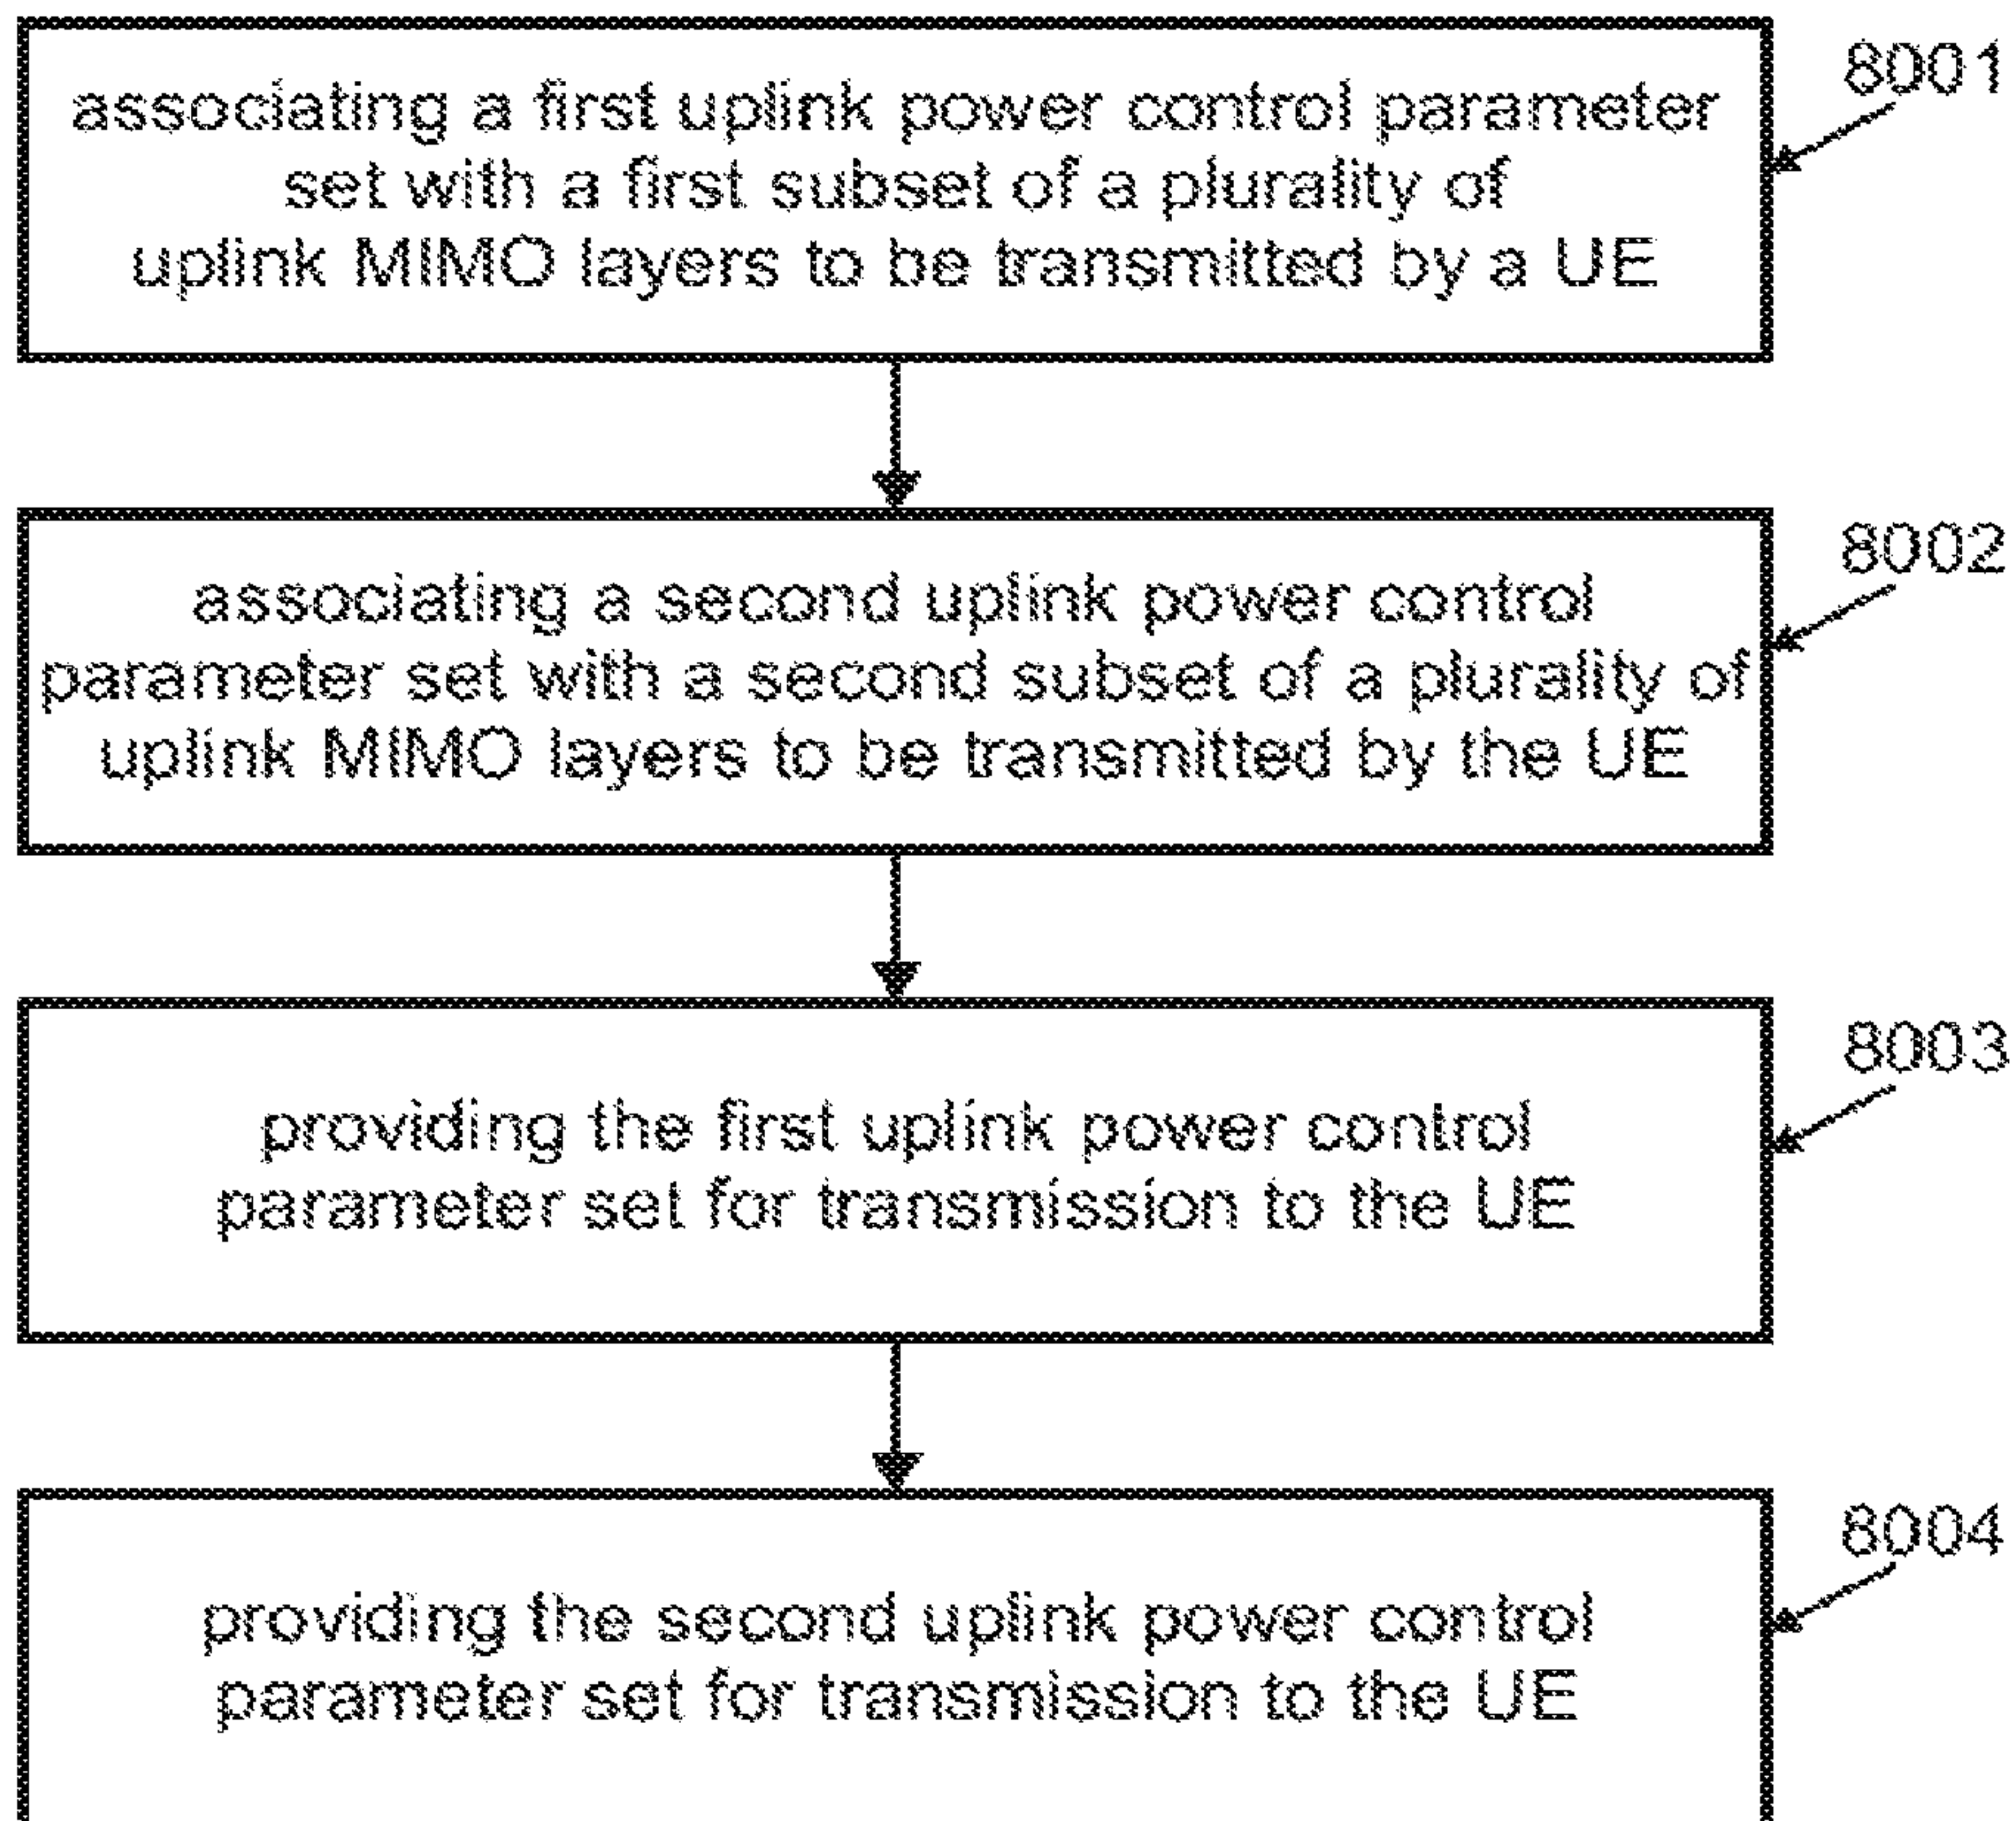 associating a first uplink power control parameter
set with a first subset of a plurality of
uplink MIMO layers to be transmitted by a UE
8001
associating a second uplink power control
parameter set with a second subset of a plurality of
uplink MIMO layers to be transmitted by the UE
8002
providing the first uplink power control
parameter set for transmission to the UE
8003
providing the second uplink power control
parameter set for transmission to the UE
8004